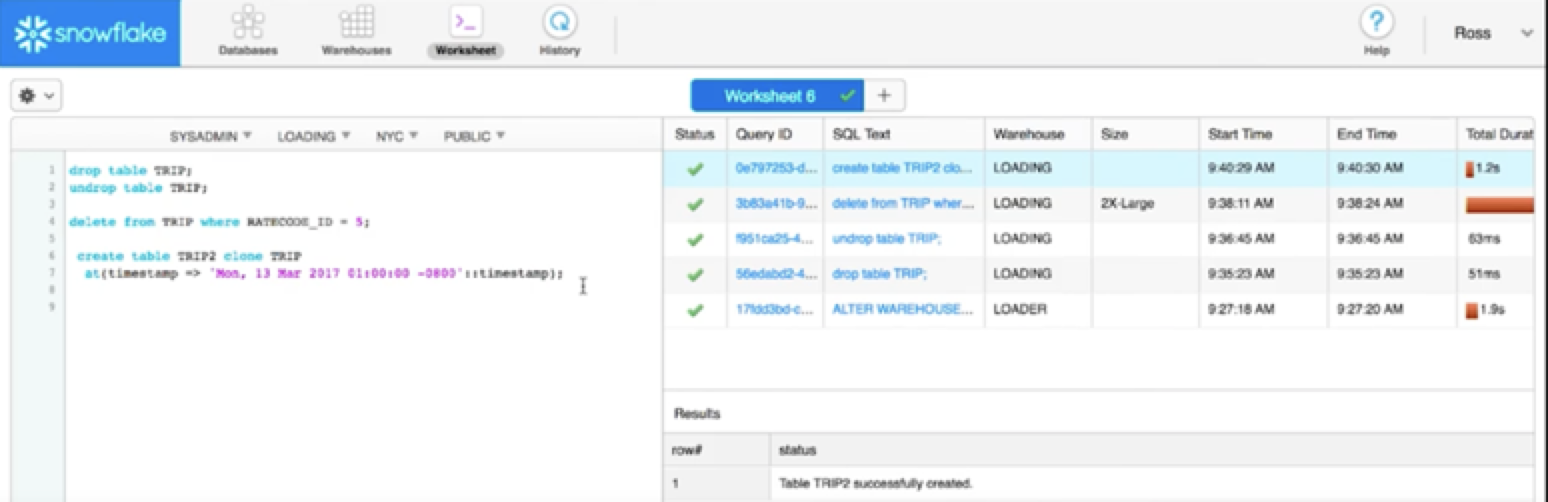 snowflake
Databases Warehouses Worksheet History Help Ross
Worksheet 6 +
SYSADMIN LOADING NYC PUBLIC
1 drop table TRIP;
2 undrop table TRIP;
3
4 delete from TRIP where RATECODE_ID = 5;
5
6 create table TRIP2 clone TRIP
7 at(timestamp => 'Mon, 13 Mar 2017 01:00:00 -0800'::timestamp);
8
9
Status Query ID SQL Text Warehouse Size Start Time End Time Total Durat
0e797253-d... create table TRIP2 clo... LOADING 9:40:29 AM 9:40:30 AM 1.2s
3b83a41b-9... delete from TRIP wher... LOADING 2X-Large 9:38:11 AM 9:38:24 AM
f951ca25-4... undrop table TRIP; LOADING 9:36:45 AM 9:36:45 AM 63ms
56edabd2-4... drop table TRIP; LOADING 9:35:23 AM 9:35:23 AM 51ms
17fdd3bd-c... ALTER WAREHOUSE... LOADER 9:27:18 AM 9:27:20 AM 1.9s
Results
row# status
1 Table TRIP2 successfully created.